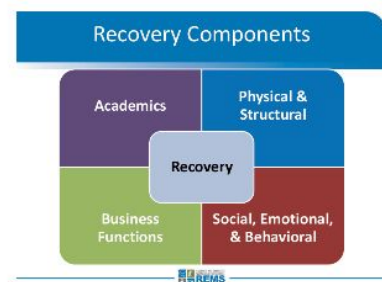 Recovery Components
Academics
Physical &
Structural
Recovery
Business
Functions
Social, Emotional,
& Behavioral
REMS